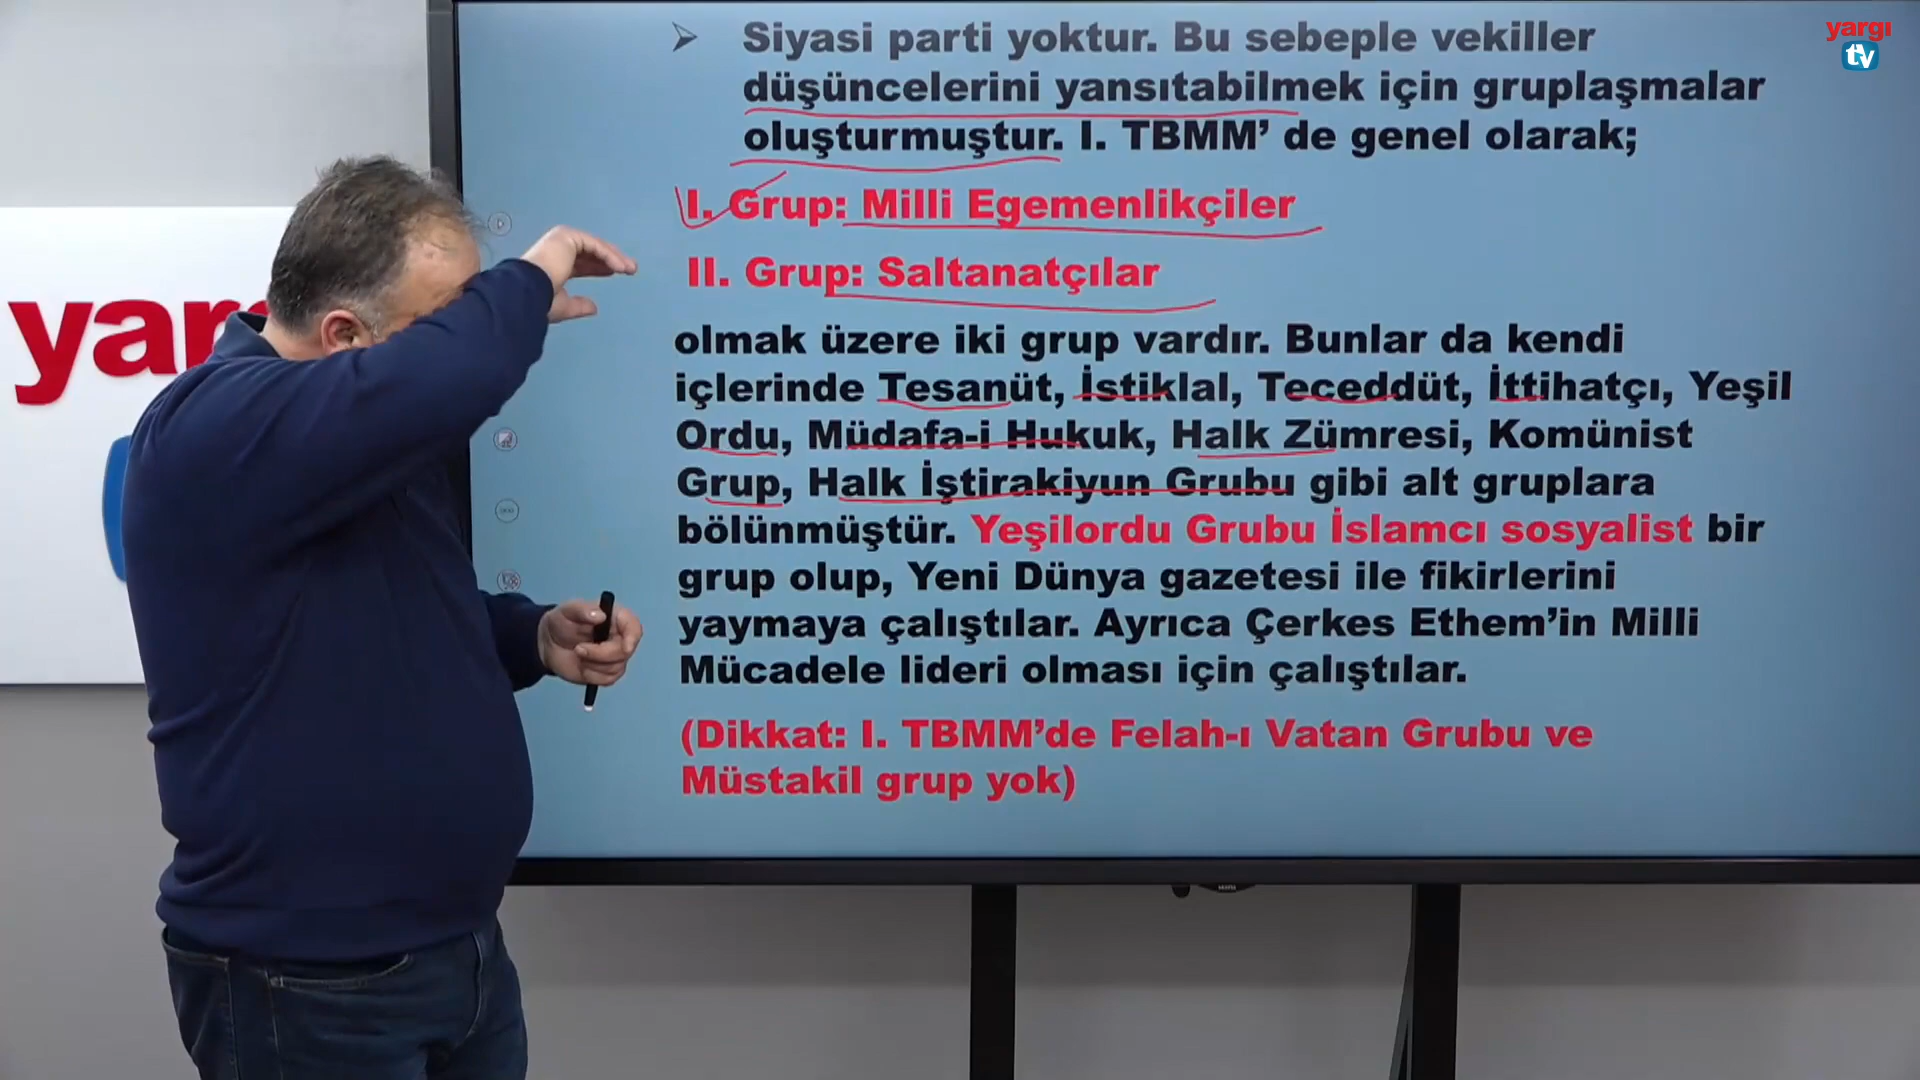 yargı
tv
➢ Siyasi parti yoktur. Bu sebeple vekiller
düşüncelerini yansıtabilmek için gruplaşmalar
oluşturmuştur. I. TBMM’ de genel olarak;
I. Grup: Milli Egemenlikçiler
II. Grup: Saltanatçılar
olmak üzere iki grup vardır. Bunlar da kendi
içlerinde Tesanüt, İstiklal, Teceddüt, İttihatçı, Yeşil
Ordu, Müdafa-i Hukuk, Halk Zümresi, Komünist
Grup, Halk İştirakiyun Grubu gibi alt gruplara
bölünmüştür. Yeşilordu Grubu İslamcı sosyalist bir
grup olup, Yeni Dünya gazetesi ile fikirlerini
yaymaya çalıştılar. Ayrıca Çerkes Ethem’in Milli
Mücadele lideri olması için çalıştılar.
(Dikkat: I. TBMM’de Felah-ı Vatan Grubu ve
Müstakil grup yok)